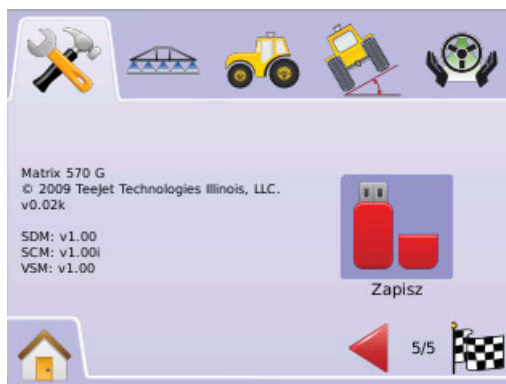 Matrix 570 G
© 2009 TeeJet Technologies Illinois, LLC.
v0.02k
SDM: v1.00
SCM: v1.00i
VSM: v1.00
Zapisz
5/5